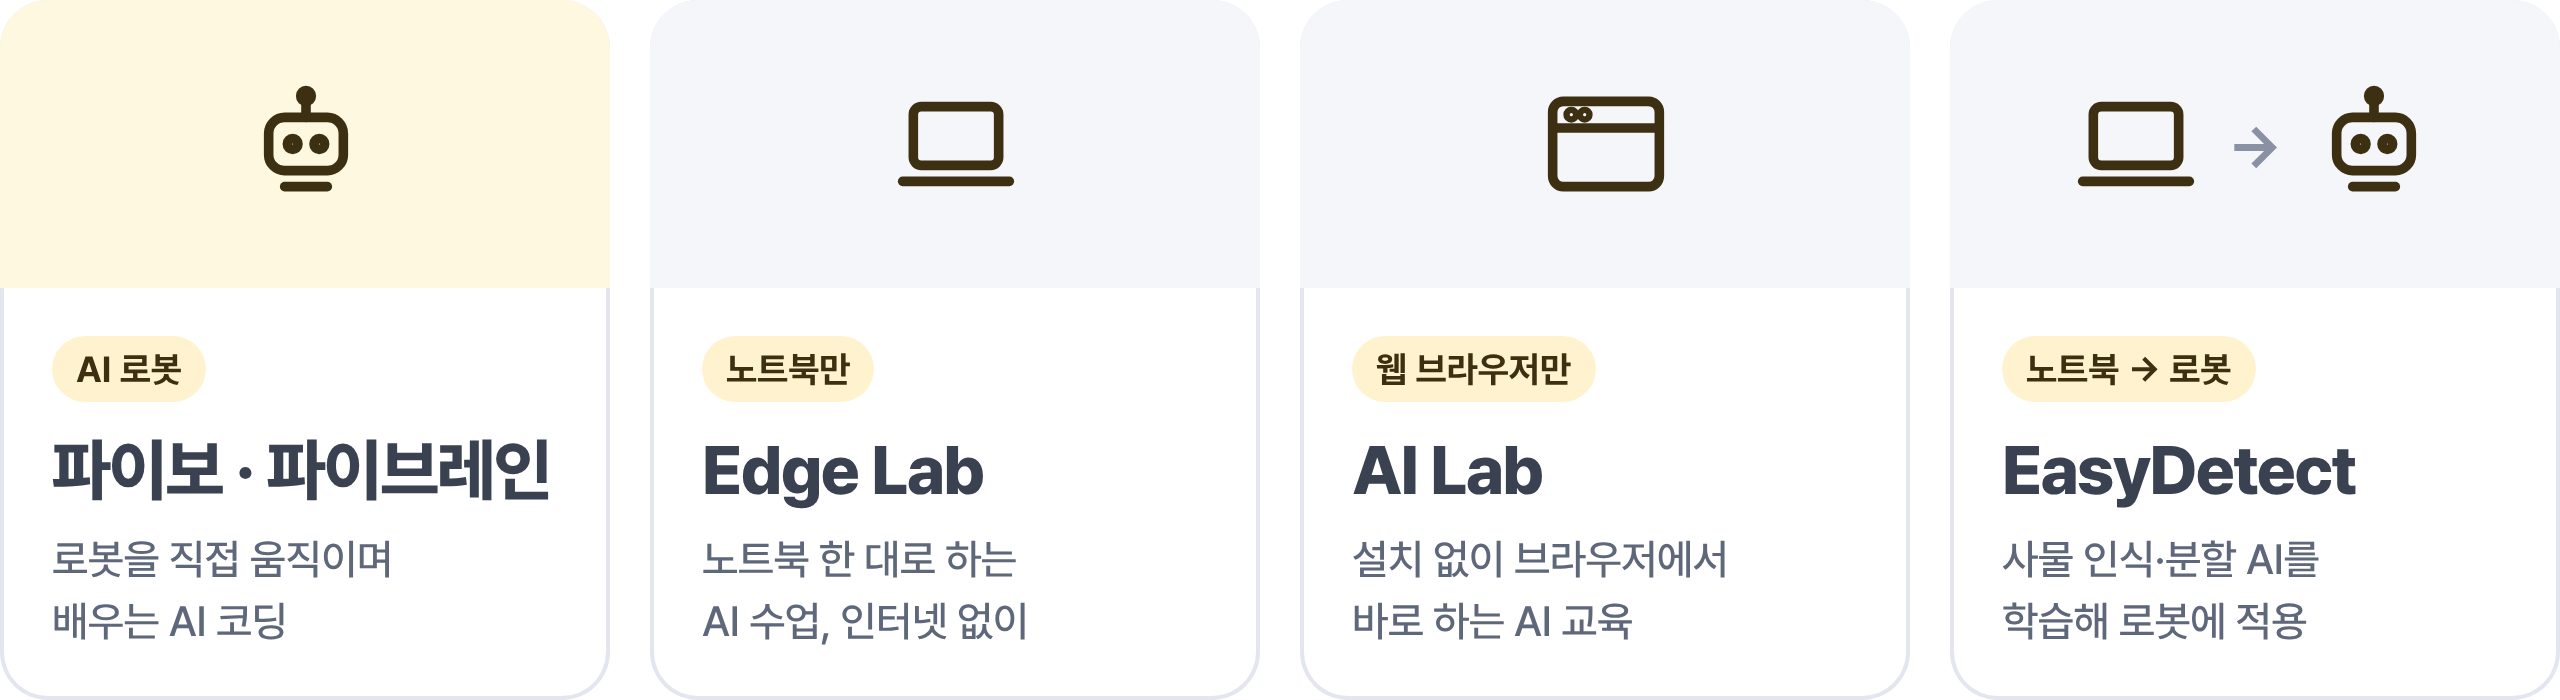 AI 로봇
파이보 · 파이브레인
로봇을 직접 움직이며
배우는 AI 코딩
노트북만
Edge Lab
노트북 한 대로 하는
AI 수업, 인터넷 없이
웹 브라우저만
AI Lab
설치 없이 브라우저에서
바로 하는 AI 교육
노트북 → 로봇
EasyDetect
사물 인식·분할 AI를
학습해 로봇에 적용